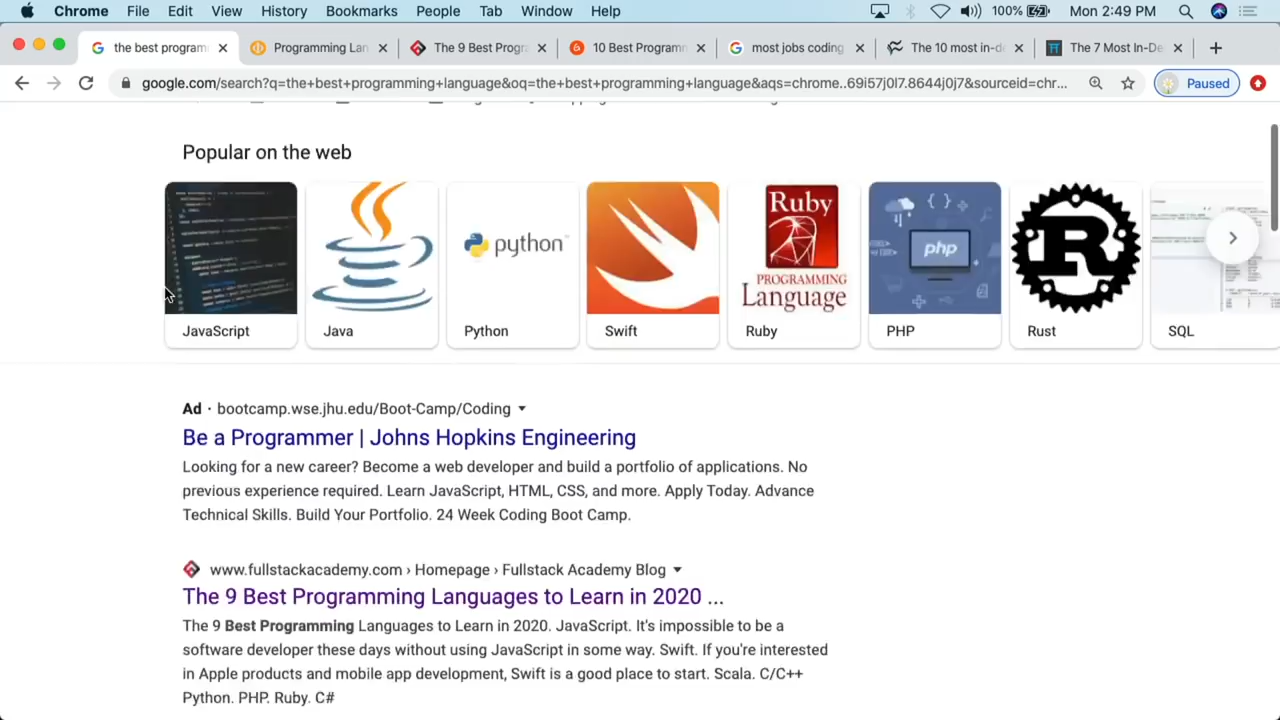 Chrome File Edit View History Bookmarks People Tab Window Help 100% Mon 2:49 PM
the best program Programming Lan The 9 Best Progra 10 Best Programm most jobs coding The 10 most in-d The 7 Most In-De
google.com/search?q=the+best+programming+language&oq=the+best+programming+language&aqs=chrome..69i57j0l7.8644j0j7&sourceid=chr... Paused
Popular on the web
Ruby
python
php
PROGRAMMING
Language
JavaScript Java Python Swift Ruby PHP Rust SQL
Ad · bootcamp.wse.jhu.edu/Boot-Camp/Coding
Be a Programmer | Johns Hopkins Engineering
Looking for a new career? Become a web developer and build a portfolio of applications. No
previous experience required. Learn JavaScript, HTML, CSS, and more. Apply Today. Advance
Technical Skills. Build Your Portfolio. 24 Week Coding Boot Camp.
www.fullstackacademy.com › Homepage › Fullstack Academy Blog
The 9 Best Programming Languages to Learn in 2020 ...
The 9 Best Programming Languages to Learn in 2020. JavaScript. It's impossible to be a
software developer these days without using JavaScript in some way. Swift. If you're interested
in Apple products and mobile app development, Swift is a good place to start. Scala. C/C++
Python. PHP. Ruby. C#